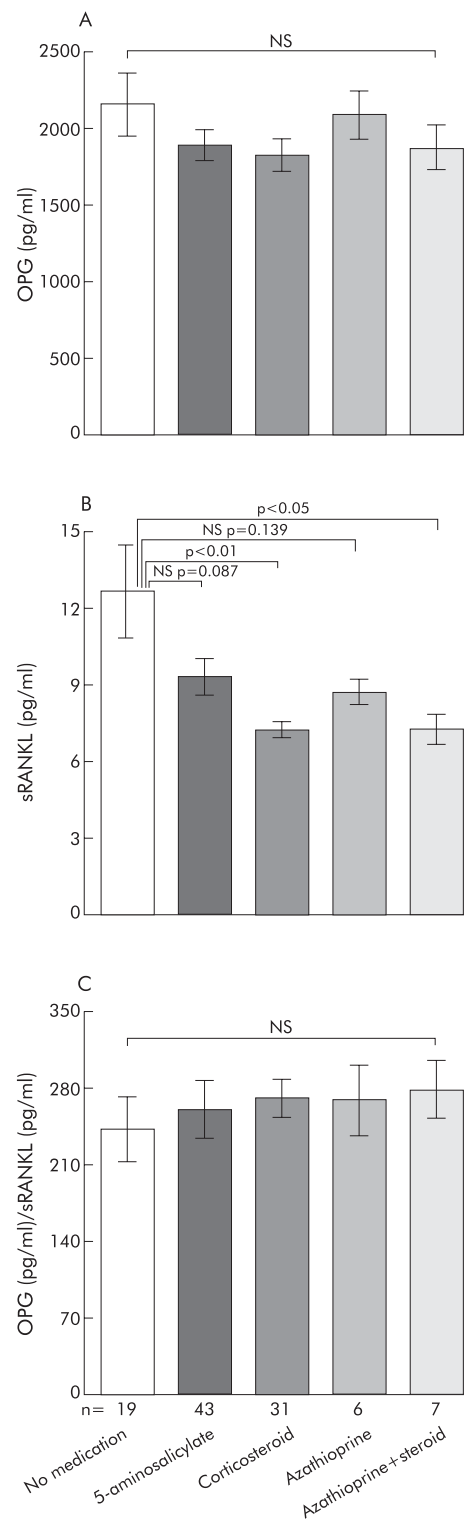 A
NS
2500
2000
1500
1000
500
0
OPG (pg/ml)
B
p<0.05
NS p=0.139
p<0.01
NS p=0.087
15
12
9
6
3
0
sRANKL (pg/ml)
C
NS
350
280
210
140
70
0
OPG (pg/ml)/sRANKL (pg/ml)
n= 19 43 31 6 7
No medication
5-aminosalicylate
Corticosteroid
Azathioprine
Azathioprine+steroid